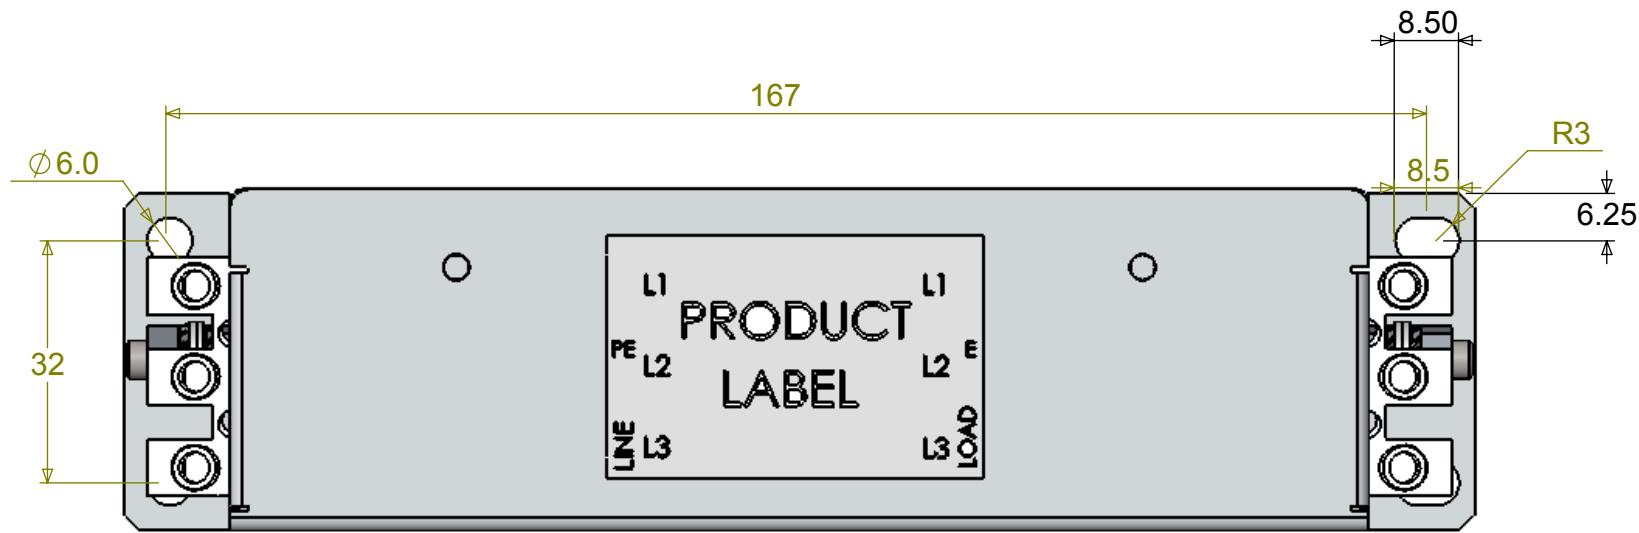 8.50
167
R3
⌀6.0
8.5
6.25
L1 L1
PRODUCT
PE E
L2 L2
32
LABEL
LINE LOAD
L3 L3